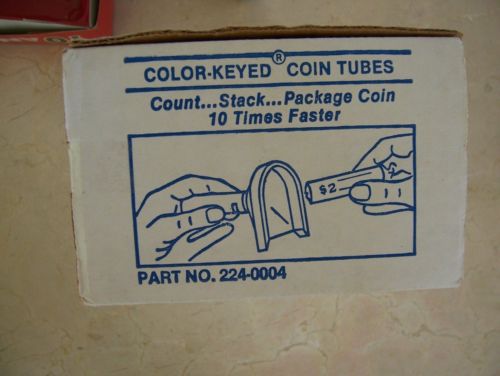 COLOR-KEYED® COIN TUBES
Count...Stack...Package Coin
10 Times Faster
$2
PART NO. 224-0004